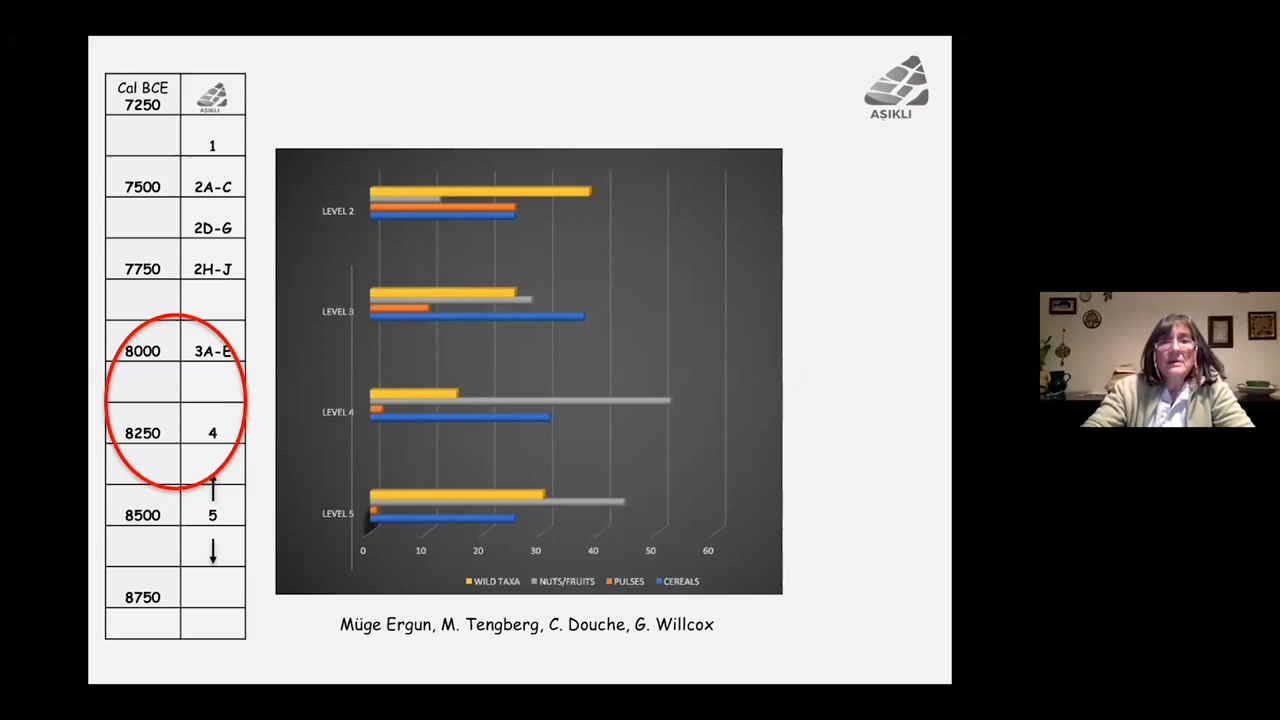 Cal BCE
7250
AŞIKLI
1
7500 2A-C
2D-G
7750 2H-J
8000 3A-E
8250 4
8500 5
8750
AŞIKLI
LEVEL 2
LEVEL 3
LEVEL 4
LEVEL 5
0 10 20 30 40 50 60
WILD TAXA NUTS/FRUITS PULSES CEREALS
Müge Ergun, M. Tengberg, C. Douche, G. Willcox